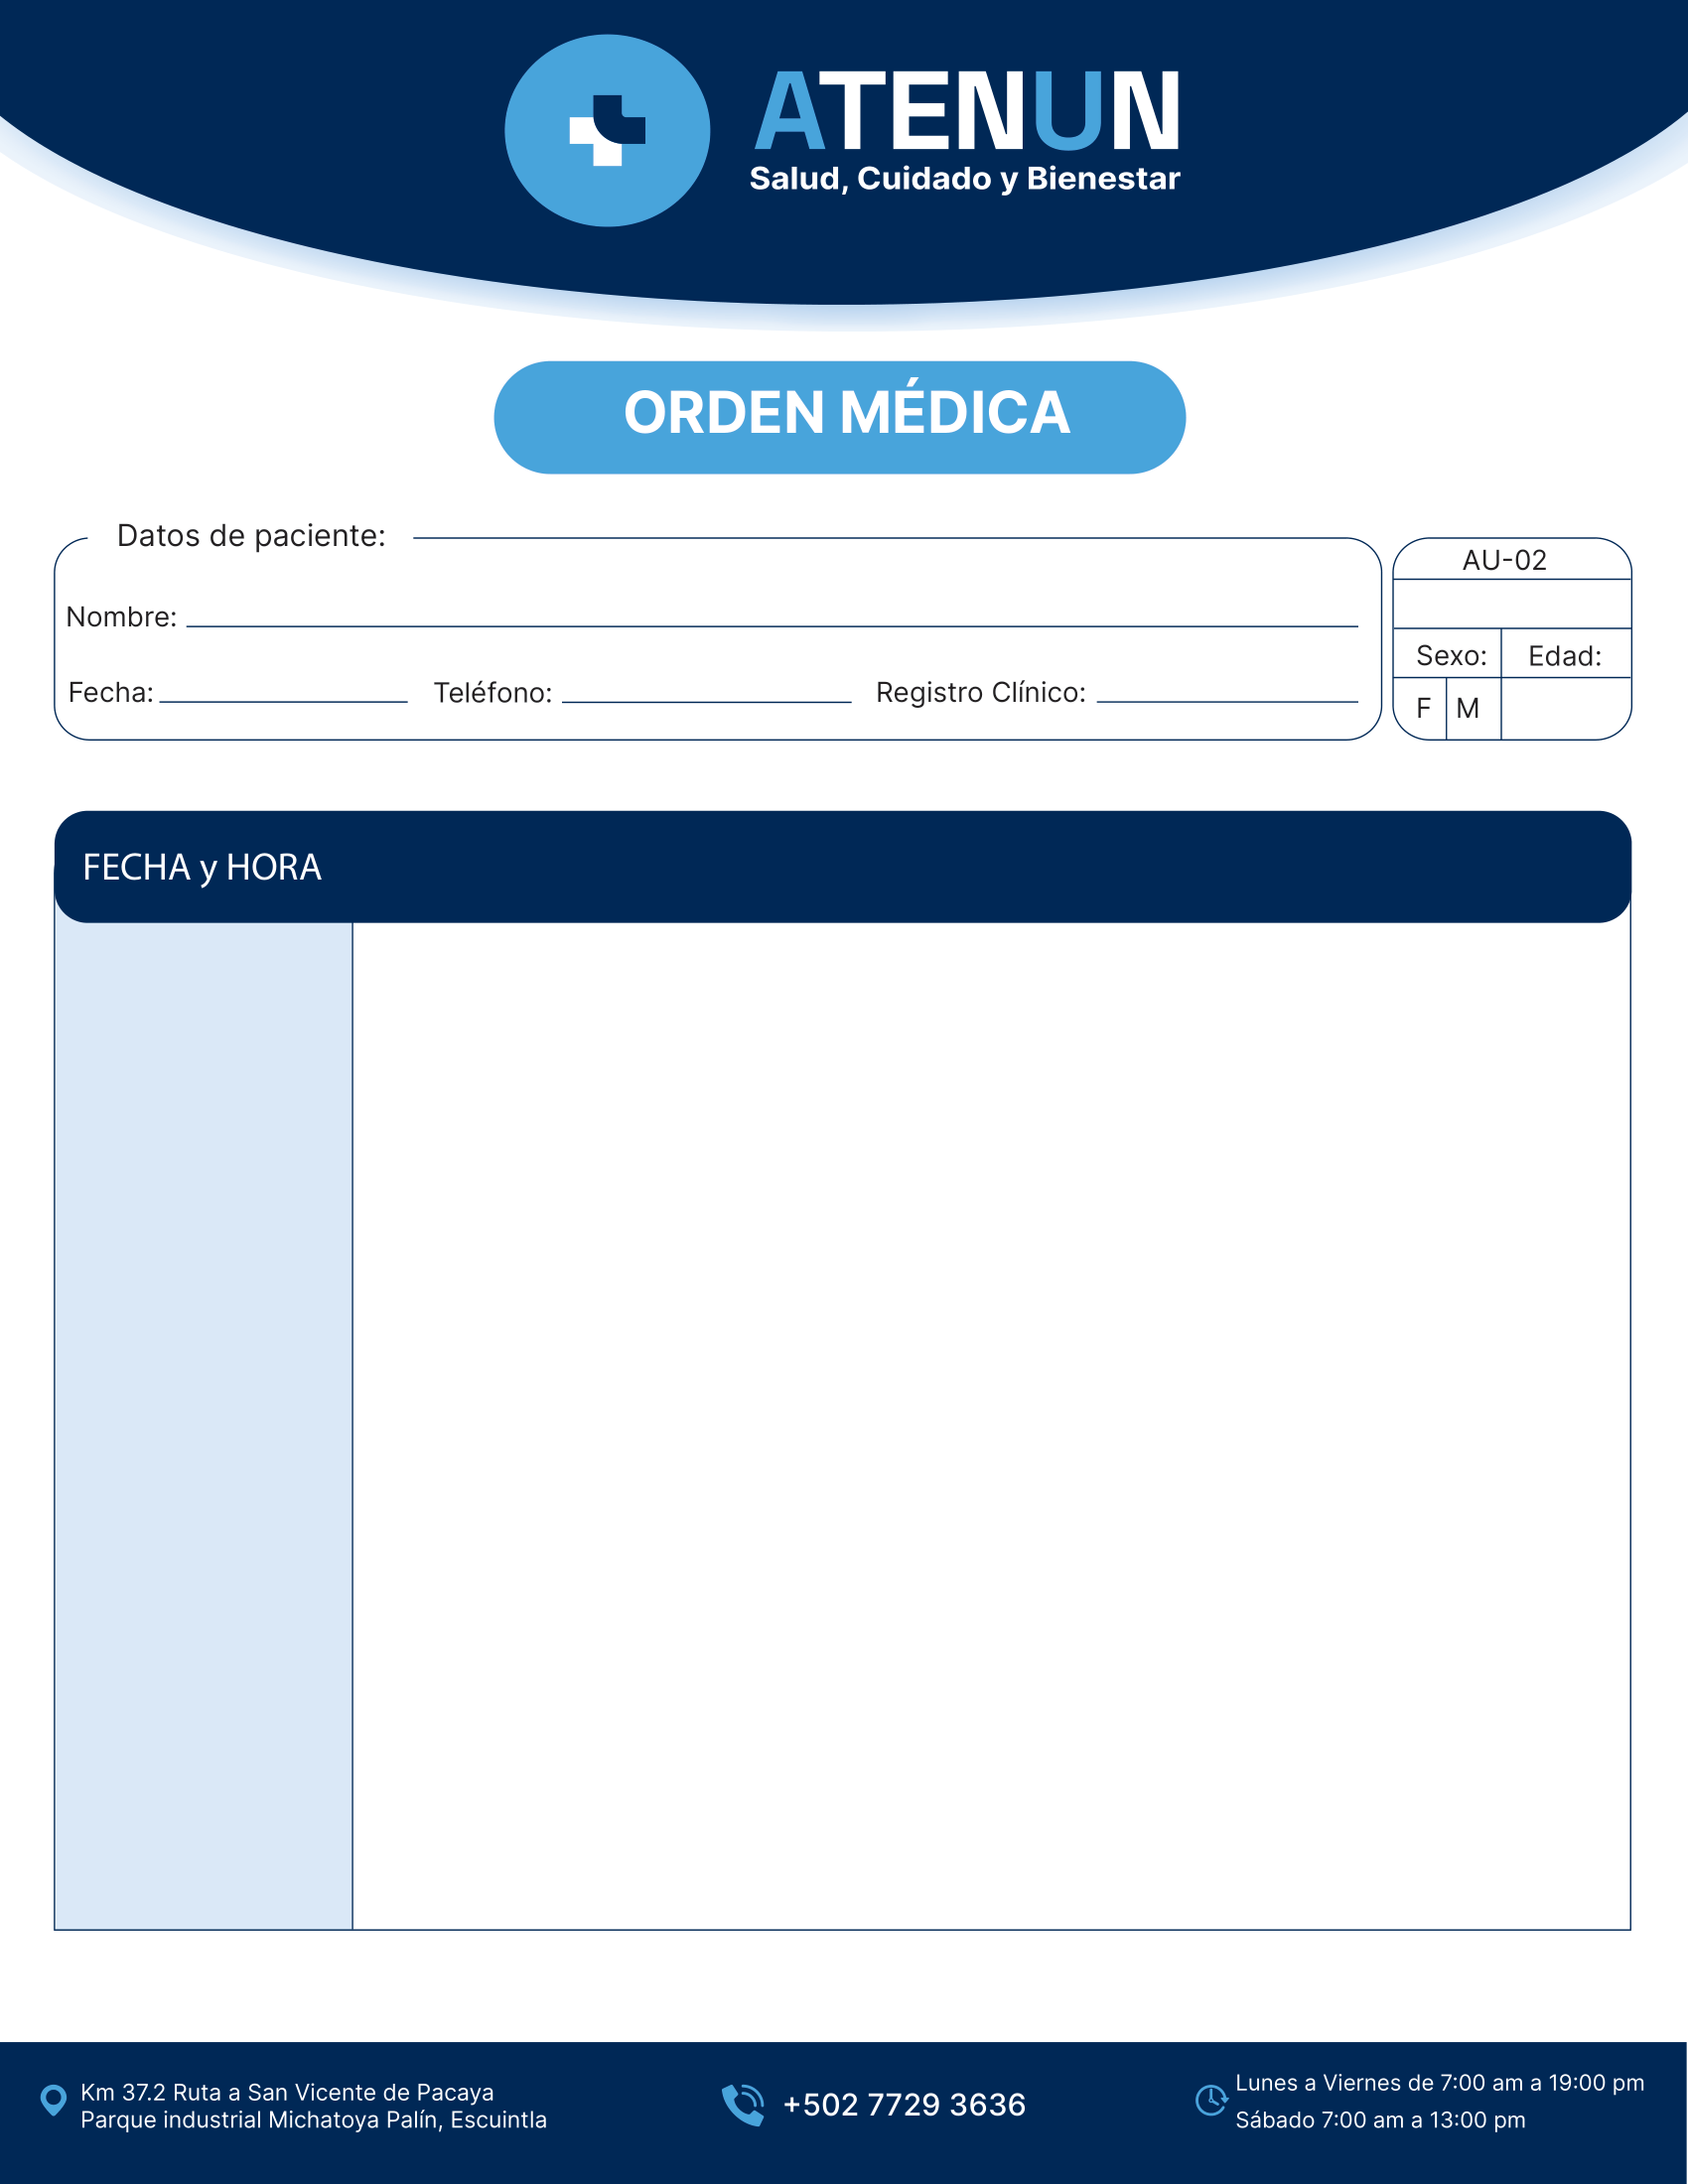 ATENUN
Salud, Cuidado y Bienestar
ORDEN MÉDICA
Datos de paciente:
AU-02
Nombre:
Sexo: Edad:
Fecha: Teléfono: Registro Clínico:
F M
FECHA y HORA
Km 37.2 Ruta a San Vicente de Pacaya
Parque industrial Michatoya Palín, Escuintla
+502 7729 3636
Lunes a Viernes de 7:00 am a 19:00 pm
Sábado 7:00 am a 13:00 pm